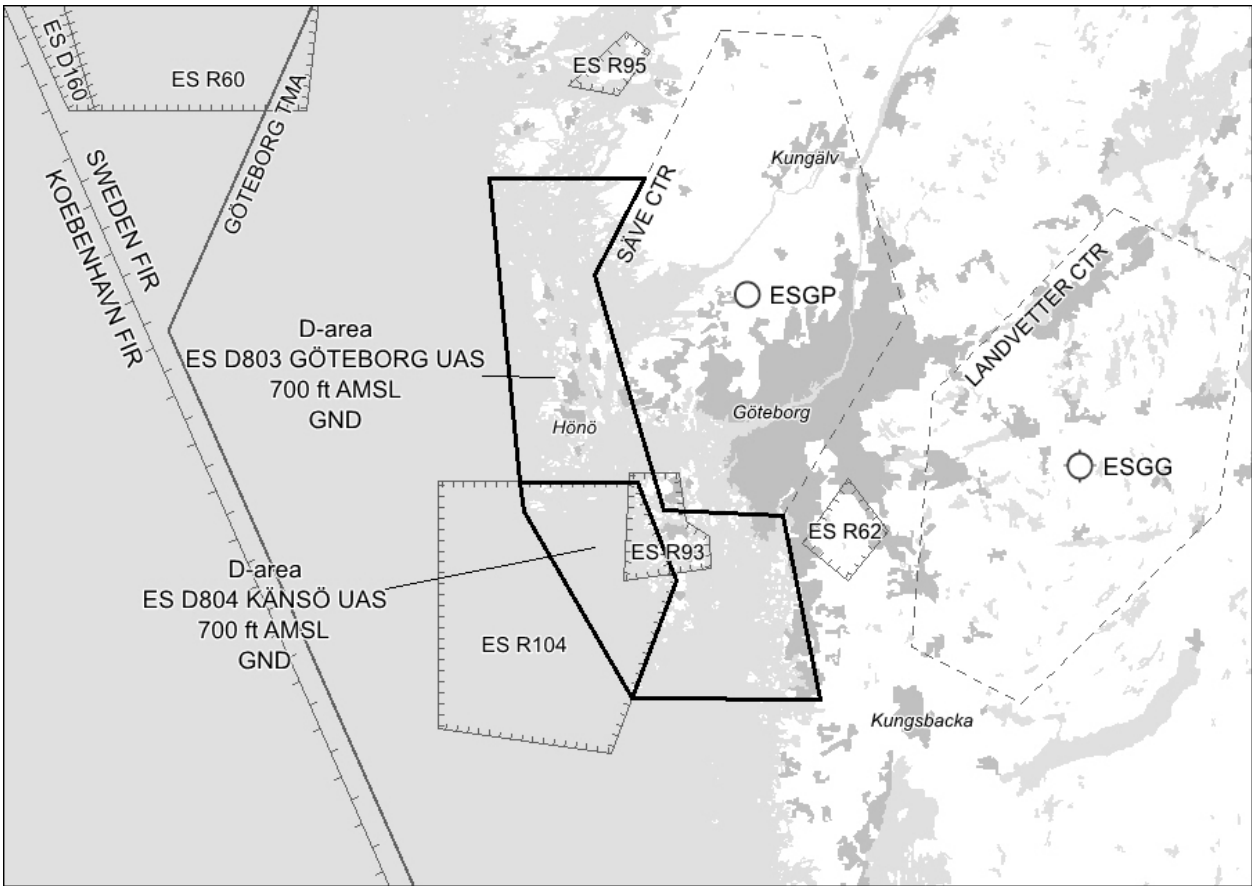 ES D160
ES R60
ES R95
GÖTEBORG TMA
SWEDEN FIR
KOEBENHAVN FIR
Kungälv
SÄVE CTR
ESGP
LANDVETTER CTR
D-area
ES D803 GÖTEBORG UAS
700 ft AMSL
GND
Hönö
Göteborg
ESGG
ES R62
ES R93
D-area
ES D804 KÄNSÖ UAS
700 ft AMSL
GND
ES R104
Kungsbacka